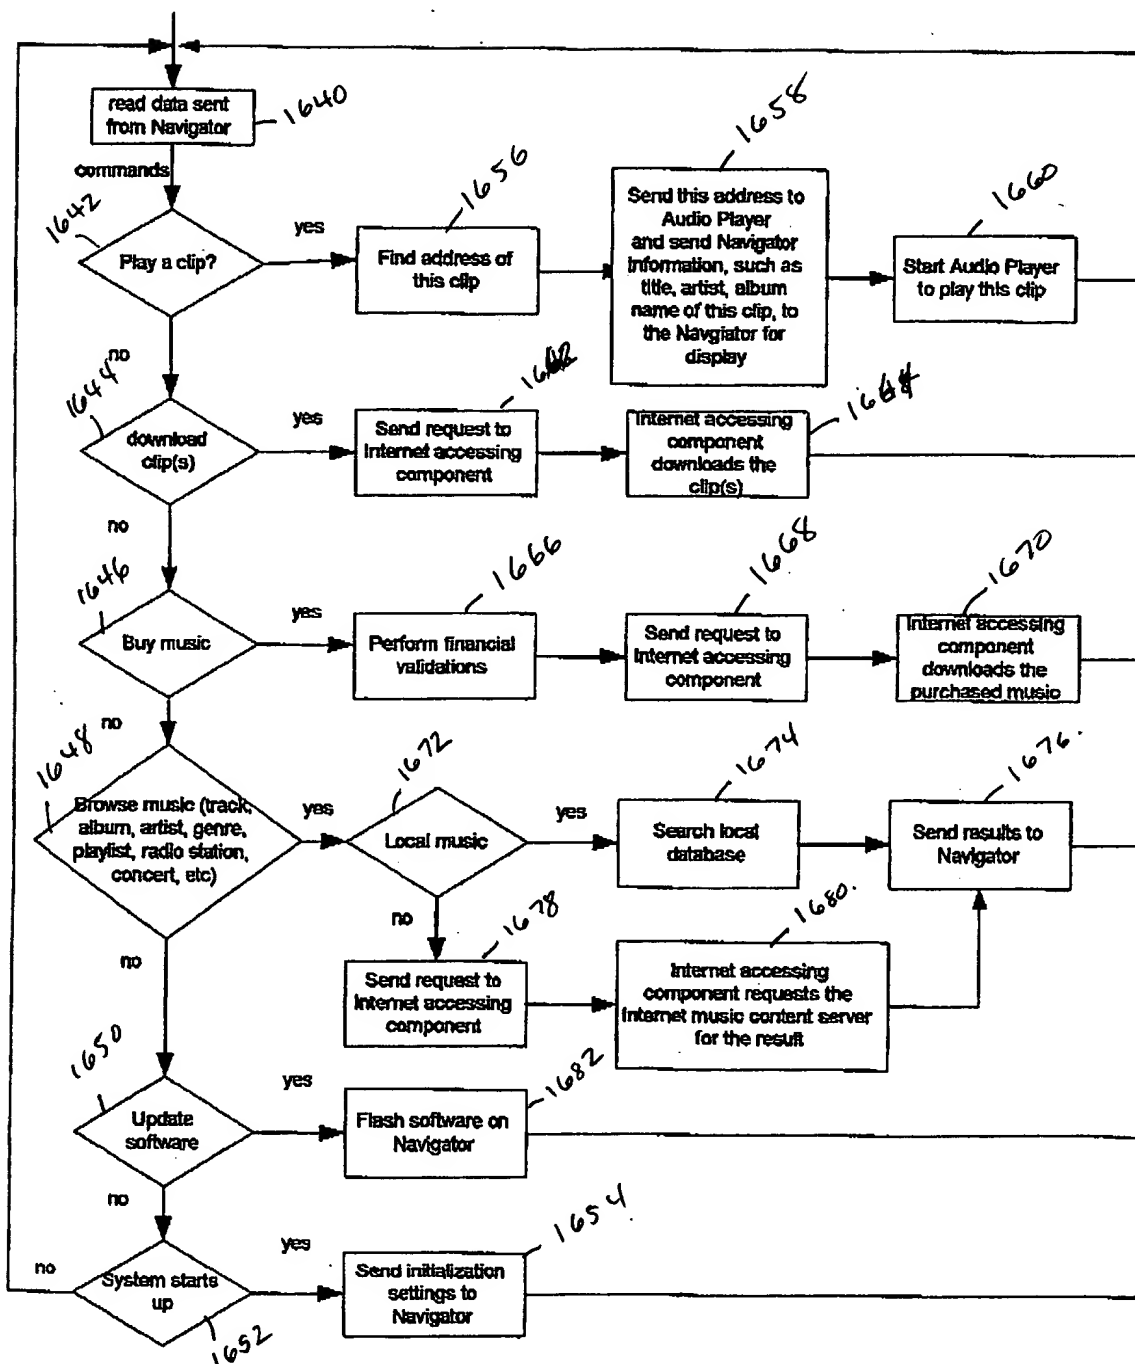 read data sent
from Navigator
1640
commands
1642
Play a clip?
yes
1656
Find address of
this clip
1658
Send this address to
Audio Player
and send Navigator
Information, such as
title, artist, album
name of this clip, to
the Navgiator for
display
1660
Start Audio Player
to play this clip
no
1644
download
clip(s)
yes
1662
Send request to
Internet accessing
component
1664
Internet accessing
component
downloads the
clip(s)
no
1646
Buy music
yes
1666
Perform financial
validations
1668
Send request to
Internet accessing
component
1670
Internet accessing
component
downloads the
purchased music
no
1648
Browse music (track,
album, artist, genre,
playlist, radio station,
concert, etc)
yes
1672
Local music
yes
1674
Search local
database
1676.
Send results to
Navigator
no
1678
Send request to
Internet accessing
component
1680.
Internet accessing
component requests the
Internet music content server
for the result
no
1650
Update
software
yes
1682
Flash software on
Navigator
no
no
System starts
up
1652
yes
1654
Send initialization
settings to
Navigator